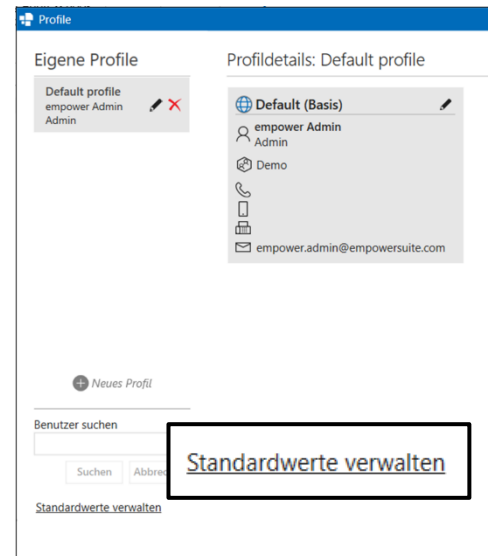 Profile
Eigene Profile
Default profile
empower Admin
Admin
Neues Profil
Benutzer suchen
Suchen
Standardwerte verwalten
Profildetails: Default profile
Default (Basis)
empower Admin
Admin
Demo
empower.admin@empowersuite.com
Standardwerte verwalten